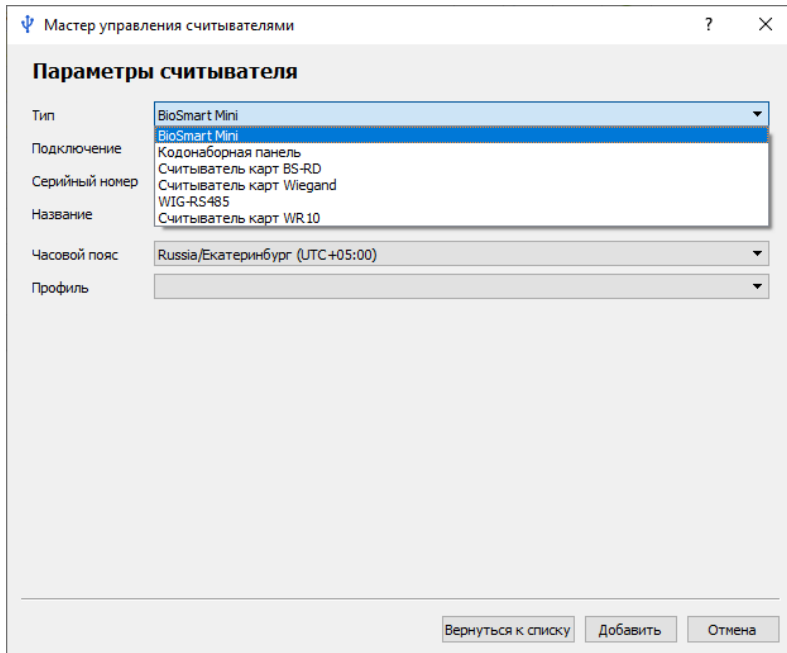 Мастер управления считывателями
?
Параметры считывателя
Тип
BioSmart Mini
BioSmart Mini
Кодонаборная панель
Подключение
Считыватель карт BS-RD
Серийный номер
Считыватель карт Wiegand
WIG-RS485
Название
Считыватель карт WR10
Часовой пояс
Russia/Екатеринбург (UTC+05:00)
Профиль
Вернуться к списку
Добавить
Отмена